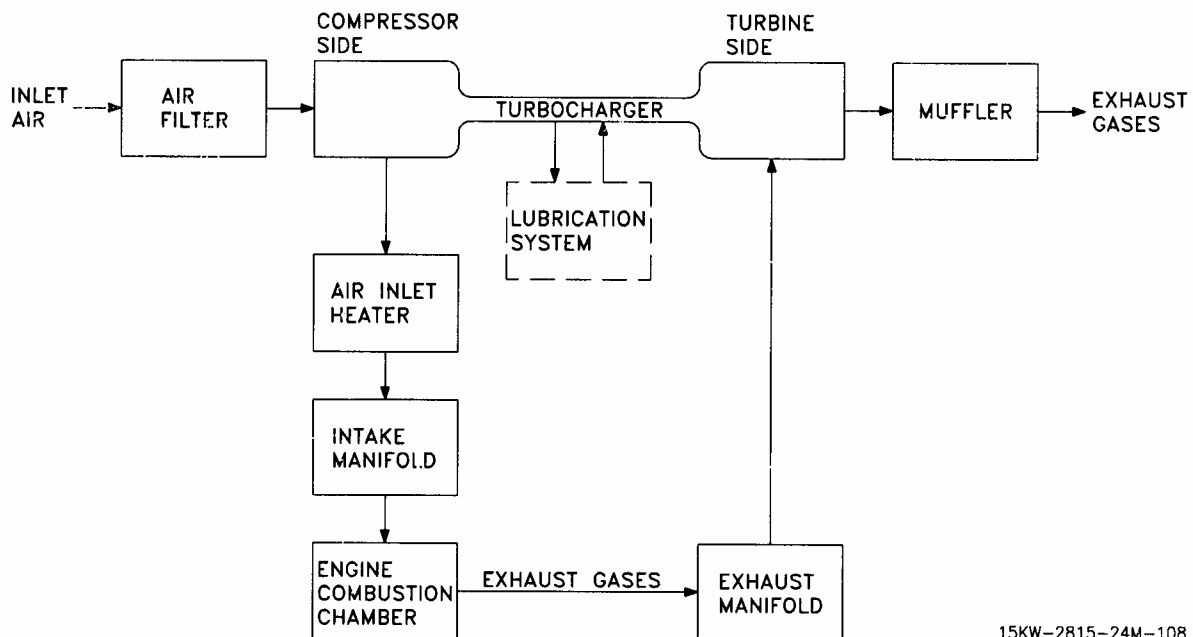 COMPRESSOR
SIDE
TURBINE
SIDE
INLET
AIR
AIR
FILTER
TURBOCHARGER
MUFFLER
EXHAUST
GASES
LUBRICATION
SYSTEM
AIR INLET
HEATER
INTAKE
MANIFOLD
ENGINE
COMBUSTION
CHAMBER
EXHAUST GASES
EXHAUST
MANIFOLD
15KW-2815-24M-108